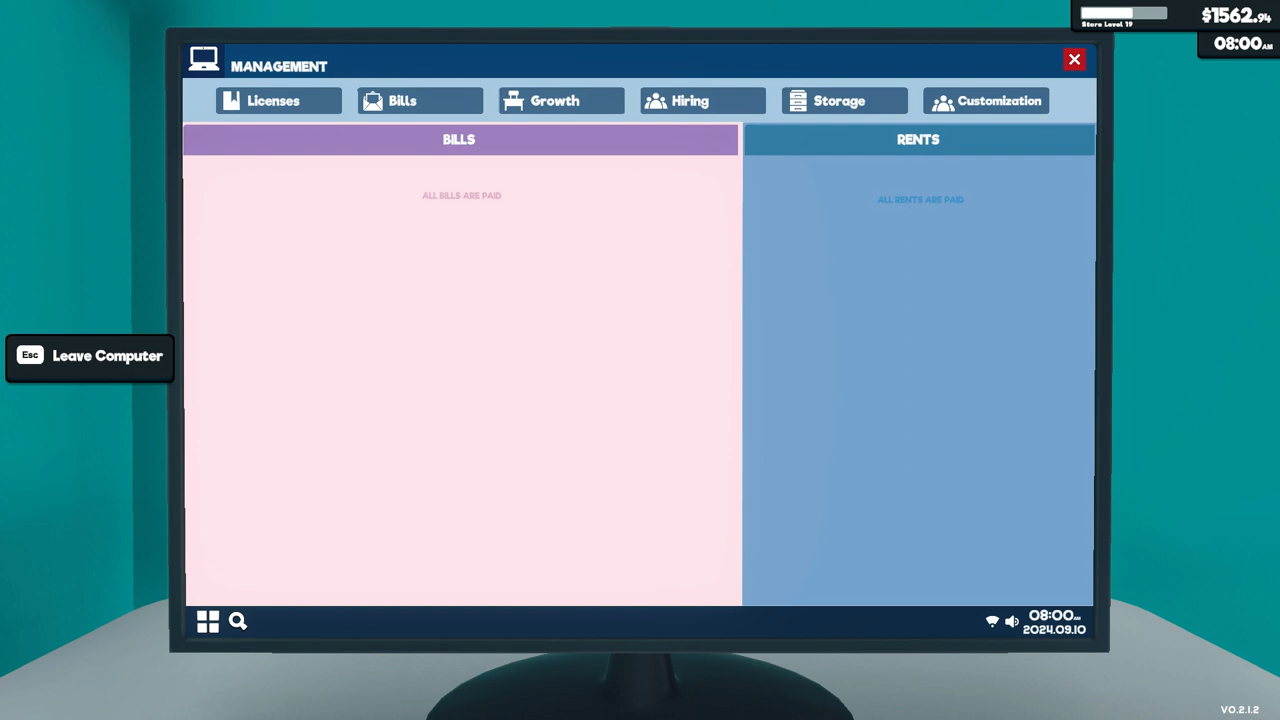 $1562.94
Store Level 19
08:00AM
MANAGEMENT
Licenses
Bills
Growth
Hiring
Storage
Customization
BILLS
RENTS
ALL BILLS ARE PAID
ALL RENTS ARE PAID
Esc Leave Computer
08:00AM
2024.09.10
V0.2.1.2